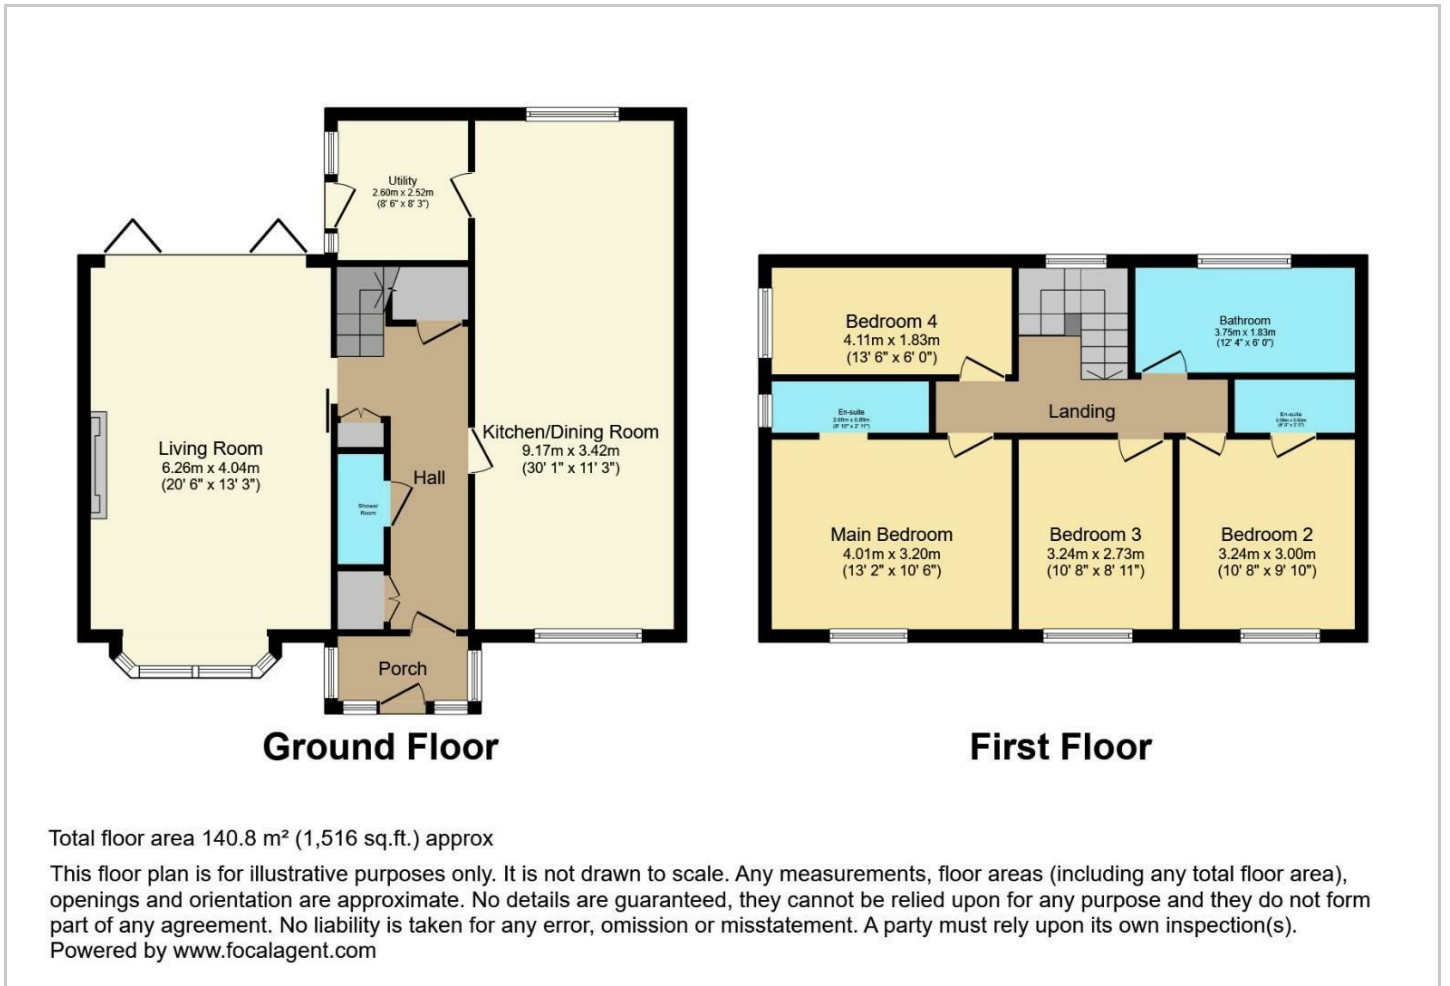 Utility
2.60m x 2.52m
(8' 6" x 8' 3")
Living Room
6.26m x 4.04m
(20' 6" x 13' 3")
Kitchen/Dining Room
9.17m x 3.42m
(30' 1" x 11' 3")
Hall
Shower
Room
Porch
Ground Floor
Bedroom 4
4.11m x 1.83m
(13' 6" x 6' 0")
Bathroom
3.75m x 1.83m
(12' 4" x 6' 0")
En-suite
(6' 10" x 2' 11")
Landing
En-suite
Main Bedroom
4.01m x 3.20m
(13' 2" x 10' 6")
Bedroom 3
3.24m x 2.73m
(10' 8" x 8' 11")
Bedroom 2
3.24m x 3.00m
(10' 8" x 9' 10")
First Floor
Total floor area 140.8 m² (1,516 sq.ft.) approx
This floor plan is for illustrative purposes only. It is not drawn to scale. Any measurements, floor areas (including any total floor area),
openings and orientation are approximate. No details are guaranteed, they cannot be relied upon for any purpose and they do not form
part of any agreement. No liability is taken for any error, omission or misstatement. A party must rely upon its own inspection(s).
Powered by www.focalagent.com